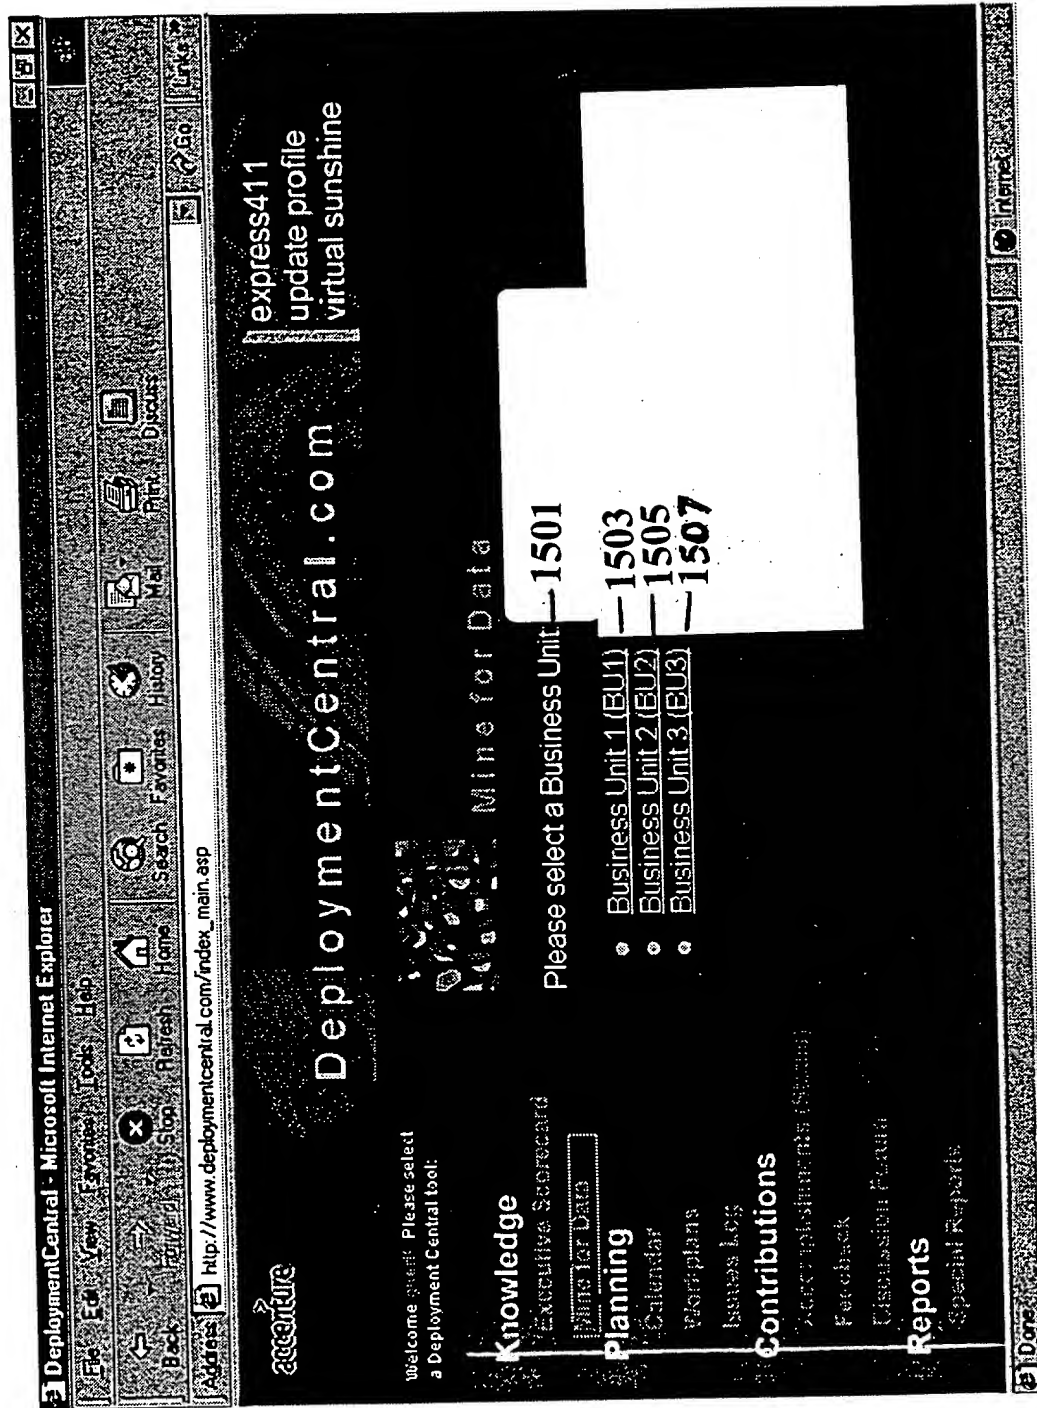 DeploymentCentral - Microsoft Internet Explorer
File Edit View Favorites Tools Help
Back Forward Stop Refresh Home Search Favorites History Mail Print Discuss
Address http://www.deploymentcentral.com/index_main.asp Go Links »
accenture
DeploymentCentral.com
express411
update profile
virtual sunshine
Welcome guest! Please select
a Deployment Central tool:
Knowledge
Executive Scorecard
Mine for Data
Planning
Calendar
Workplans
Issues Log
Contributions
Accomplishments
Feedback
Discussion Forum
Reports
Special Reports
Mine for Data
Please select a Business Unit: 1501
Business Unit 1 (BU1) 1503
Business Unit 2 (BU2) 1505
Business Unit 3 (BU3) 1507
Done Internet